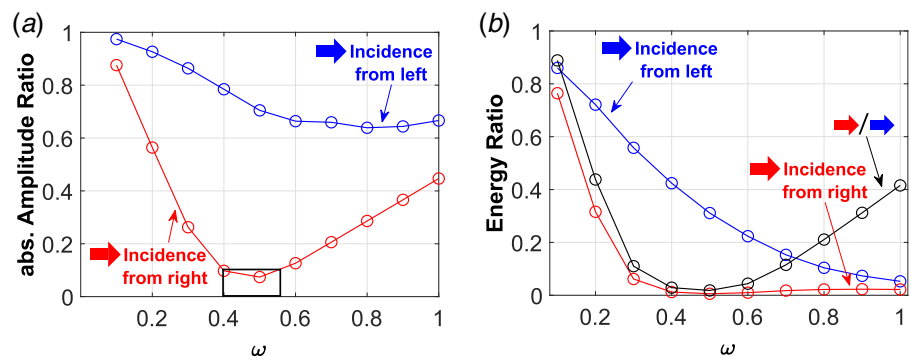 (a)
abs. Amplitude Ratio
1
0.8
0.6
0.4
0.2
0
0.2
0.4
0.6
0.8
1
ω
Incidence
from left
Incidence
from right
(b)
Energy Ratio
1
0.8
0.6
0.4
0.2
0
0.2
0.4
0.6
0.8
1
ω
Incidence
from left
/
Incidence
from right